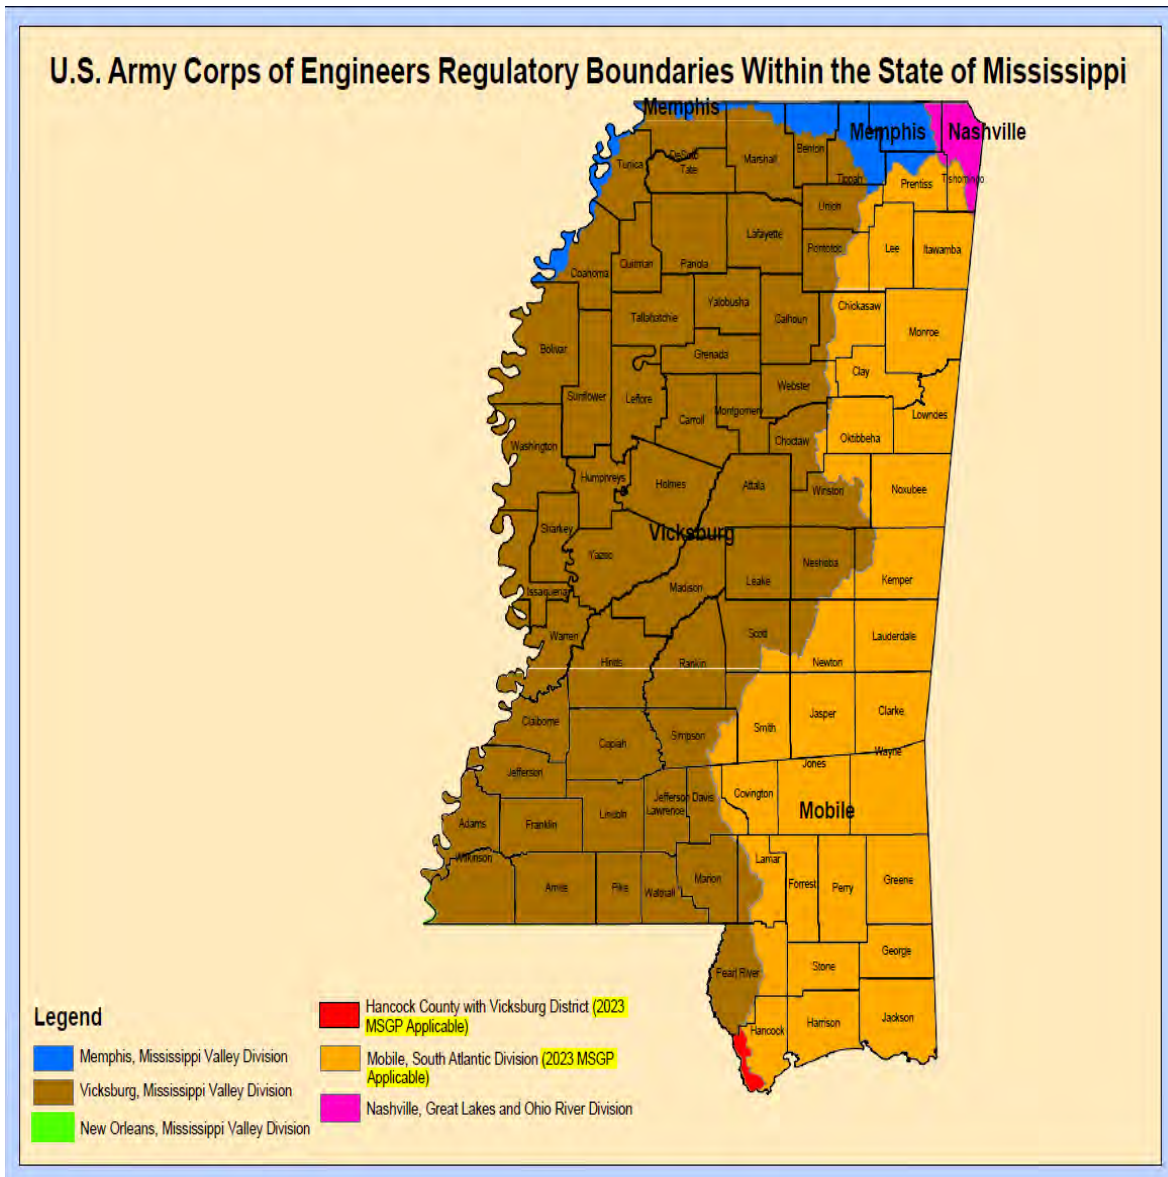 U.S. Army Corps of Engineers Regulatory Boundaries Within the State of Mississippi
Memphis
Memphis
Nashville
DeSoto
Tunica
Tate
Marshall
Benton
Tippah
Prentiss
Tishomingo
Union
Lafayette
Pontotoc
Lee
Itawamba
Coahoma
Quitman
Panola
Tallahatchie
Yalobusha
Calhoun
Chickasaw
Monroe
Bolivar
Grenada
Clay
Sunflower
Leflore
Carroll
Montgomery
Webster
Lowndes
Washington
Choctaw
Oktibbeha
Humphreys
Holmes
Attala
Winston
Noxubee
Sharkey
Vicksburg
Yazoo
Madison
Leake
Neshoba
Kemper
Issaquena
Warren
Hinds
Rankin
Scott
Newton
Lauderdale
Claiborne
Copiah
Simpson
Smith
Jasper
Clarke
Wayne
Jones
Jefferson
Jefferson Davis
Lawrence
Covington
Mobile
Adams
Franklin
Lincoln
Wilkinson
Amite
Pike
Walthall
Marion
Lamar
Forrest
Perry
Greene
George
Pearl River
Stone
Hancock
Harrison
Jackson
Legend
Memphis, Mississippi Valley Division
Vicksburg, Mississippi Valley Division
New Orleans, Mississippi Valley Division
Hancock County with Vicksburg District (2023
MSGP Applicable)
Mobile, South Atlantic Division (2023 MSGP
Applicable)
Nashville, Great Lakes and Ohio River Division